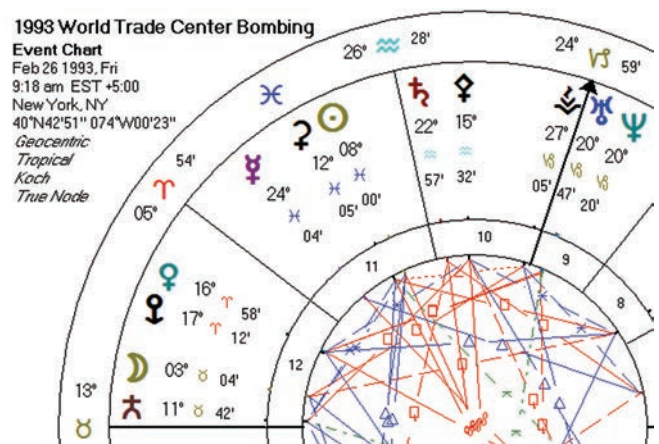 1993 World Trade Center Bombing
Event Chart
Feb 26 1993, Fri
9:18 am EST +5:00
New York, NY
40°N42'51" 074°W00'23"
Geocentric
Tropical
Koch
True Node
26° ♒ 28'
24° ♑ 59'
♓
54'
♈
05°
13°
♉
♄ 22° ♒ 57'
⚴ 15° ♒ 32'
27° ♑ 05'
♅ 20° ♑ 47'
♆ 20° ♑ 20'
☉ 08° ♓ 00'
⚳ 12° ♓ 05'
☿ 24° ♓ 04'
♀ 16° ♈ 58'
17° ♈ 12'
☽ 03° ♉ 04'
11° ♉ 42'
8
9
10
11
12